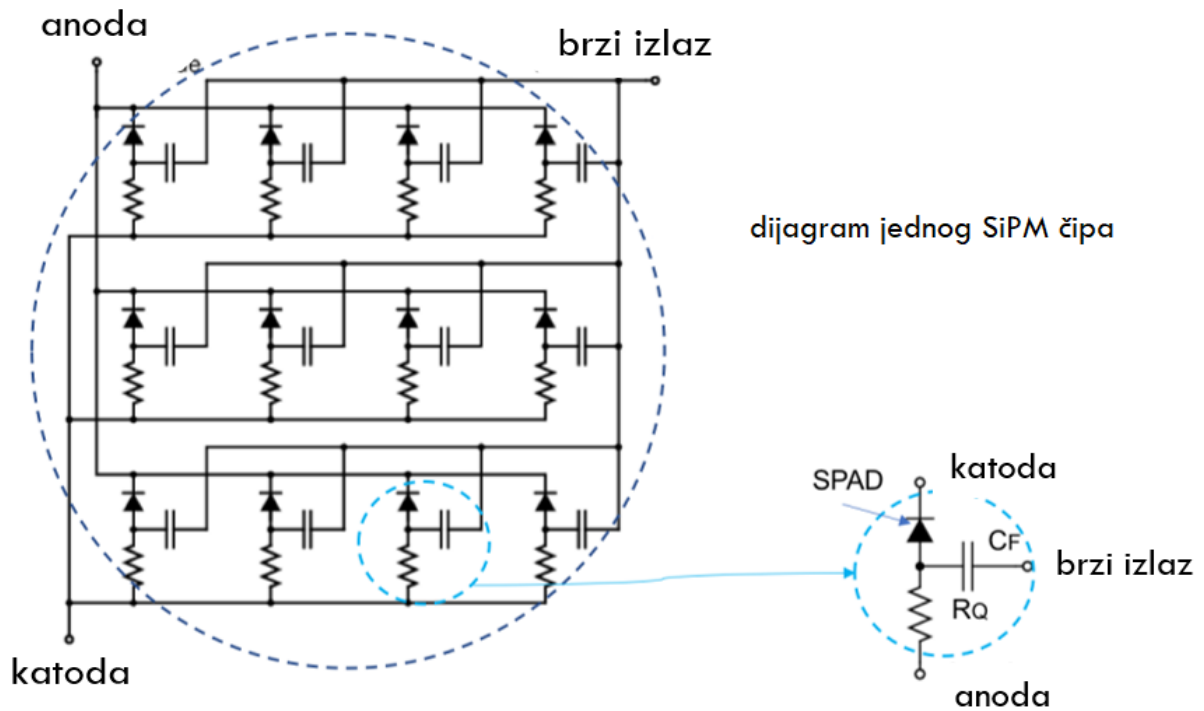 anoda
brzi izlaz
dijagram jednog SiPM čipa
katoda
SPAD
katoda
CF
brzi izlaz
RQ
anoda